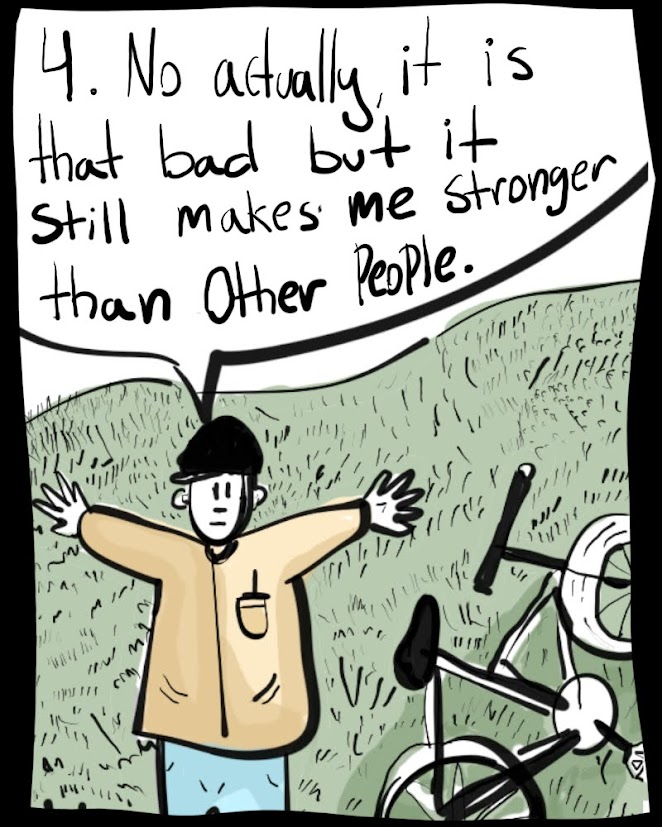 4. No actually, it is
that bad but it
still makes me stronger
than Other People.